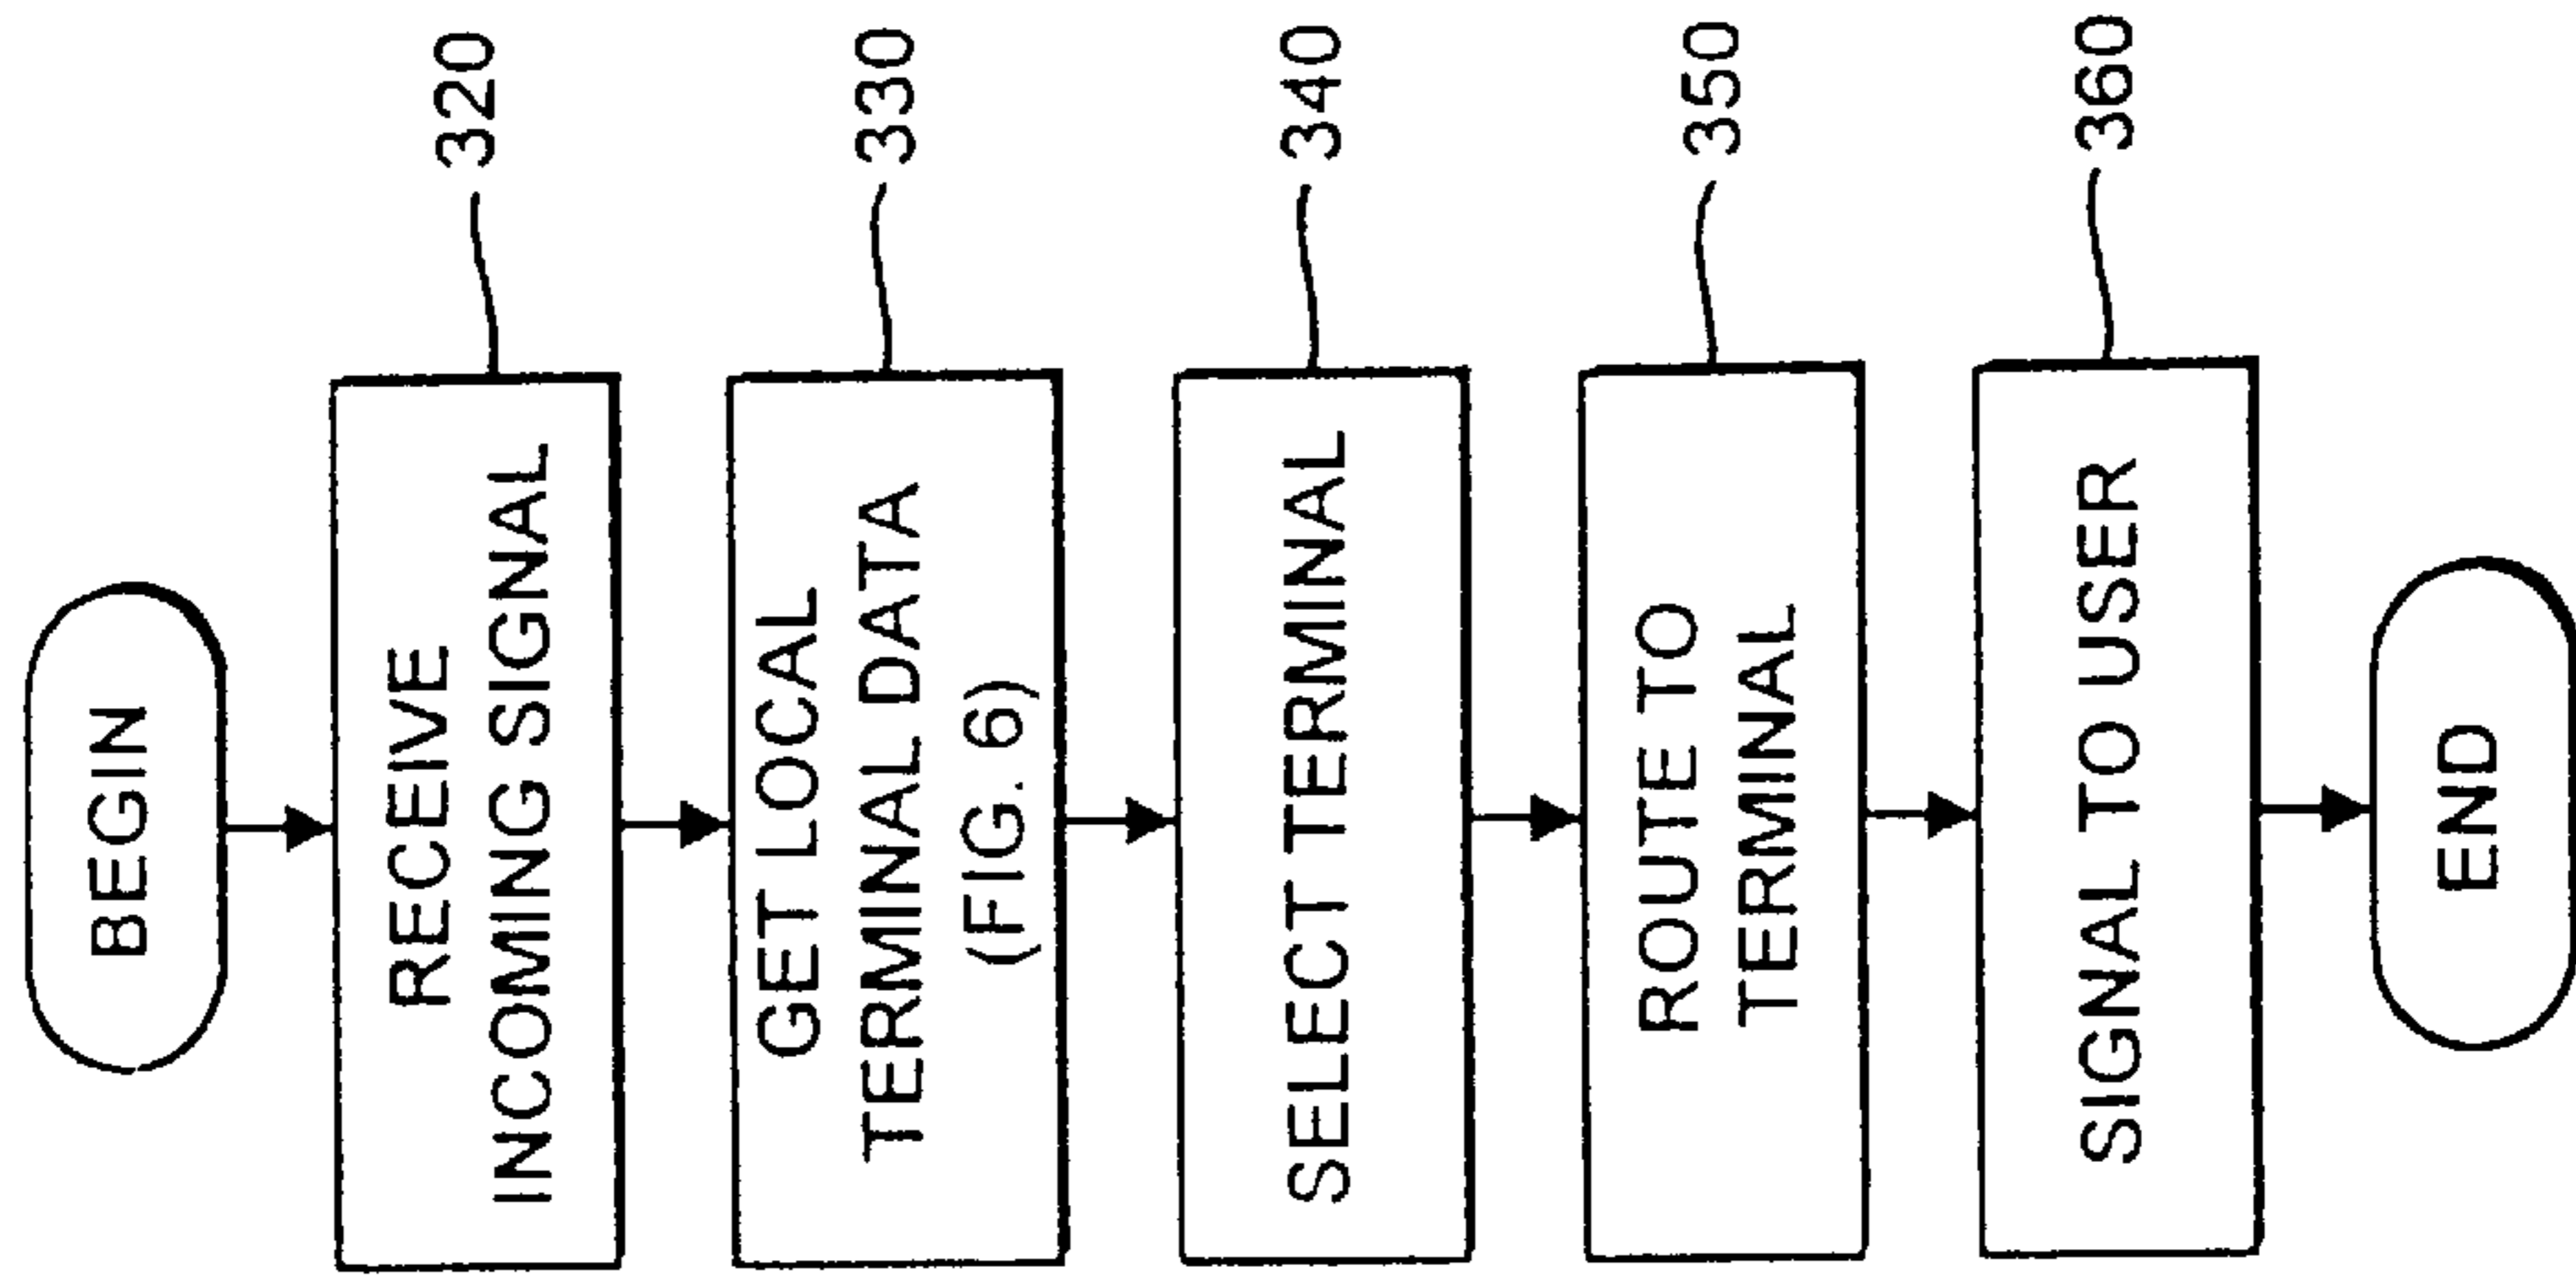 BEGIN
RECEIVE
INCOMING SIGNAL
320
GET LOCAL
TERMINAL DATA
(FIG. 6)
330
SELECT TERMINAL
340
ROUTE TO
TERMINAL
350
SIGNAL TO USER
360
END